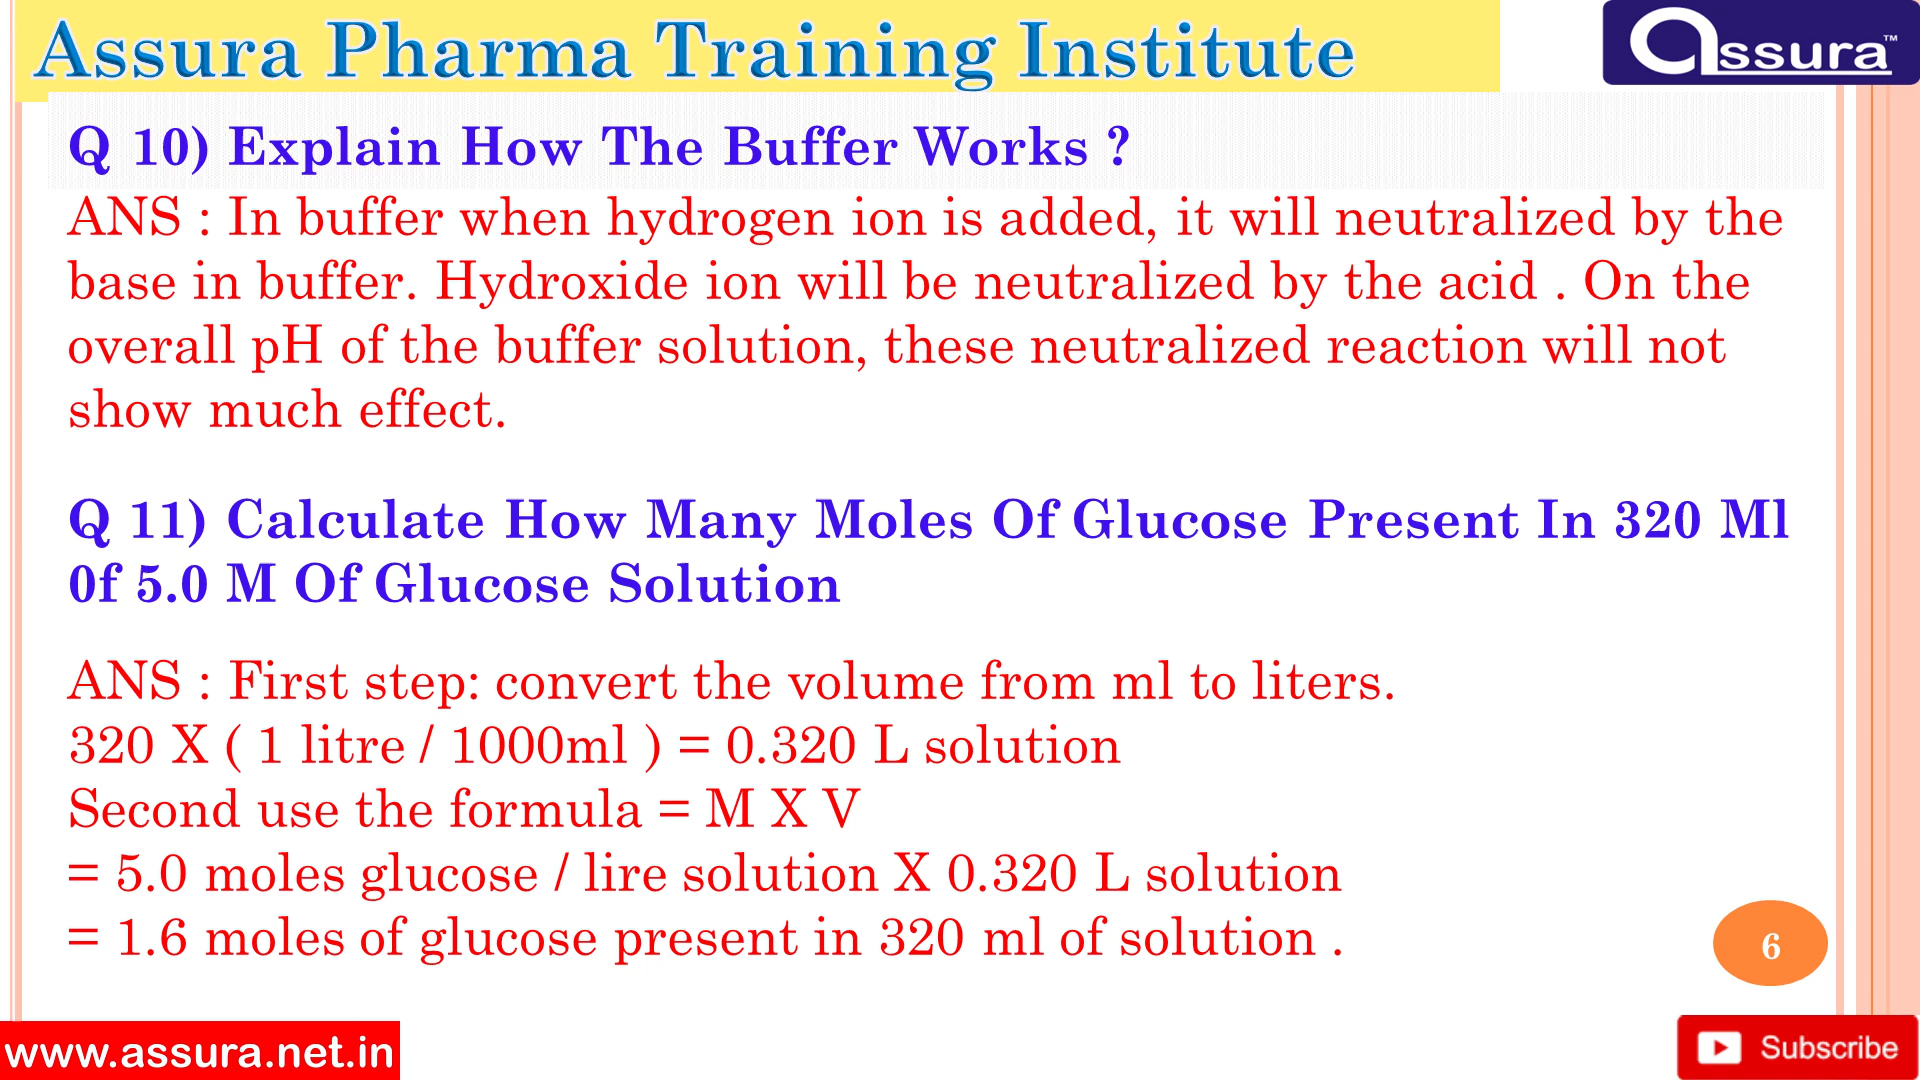 Assura Pharma Training Institute
assura™
Q 10) Explain How The Buffer Works ?
ANS : In buffer when hydrogen ion is added, it will neutralized by the
base in buffer. Hydroxide ion will be neutralized by the acid . On the
overall pH of the buffer solution, these neutralized reaction will not
show much effect.
Q 11) Calculate How Many Moles Of Glucose Present In 320 Ml
0f 5.0 M Of Glucose Solution
ANS : First step: convert the volume from ml to liters.
320 X ( 1 litre / 1000ml ) = 0.320 L solution
Second use the formula = M X V
= 5.0 moles glucose / lire solution X 0.320 L solution
= 1.6 moles of glucose present in 320 ml of solution .
6
www.assura.net.in
Subscribe